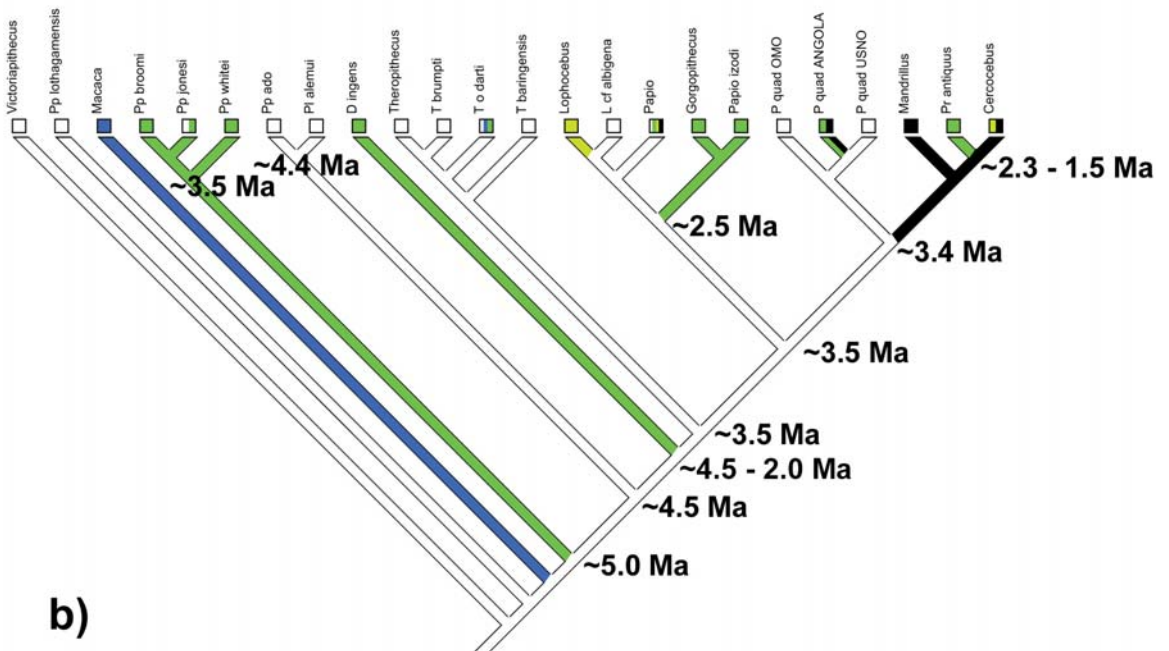 Victoriapithecus
Pp lothagamensis
Macaca
Pp broomi
Pp jonesi
Pp whitei
Pp ado
Pl alemui
D ingens
Theropithecus
T brumpti
T o darti
T baringensis
Lophocebus
L cf albigena
Papio
Gorgopithecus
Papio izodi
P quad OMO
P quad ANGOLA
P quad USNO
Mandrillus
Pr antiquus
Cercocebus
~4.4 Ma
~3.5 Ma
~2.3 - 1.5 Ma
~2.5 Ma
~3.4 Ma
~3.5 Ma
~3.5 Ma
~4.5 - 2.0 Ma
~4.5 Ma
~5.0 Ma
b)